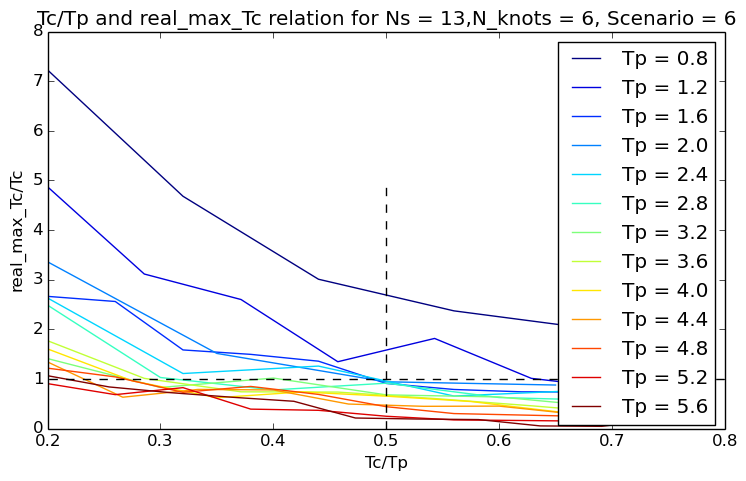 Tc/Tp and real_max_Tc relation for Ns = 13,N_knots = 6, Scenario = 6
8
7
6
5
4
3
2
1
0
real_max_Tc/Tc
0.2
0.3
0.4
0.5
0.6
0.7
0.8
Tc/Tp
Tp = 0.8
Tp = 1.2
Tp = 1.6
Tp = 2.0
Tp = 2.4
Tp = 2.8
Tp = 3.2
Tp = 3.6
Tp = 4.0
Tp = 4.4
Tp = 4.8
Tp = 5.2
Tp = 5.6